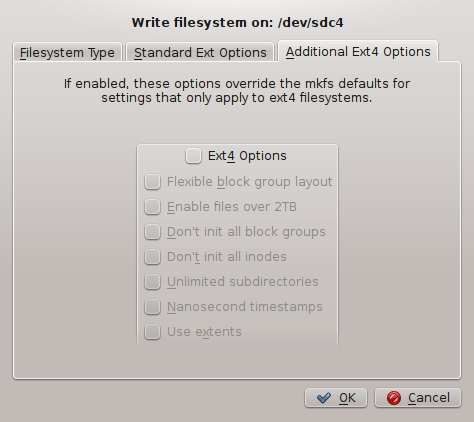 Write filesystem on: /dev/sdc4
Filesystem Type
Standard Ext Options
Additional Ext4 Options
If enabled, these options override the mkfs defaults for
settings that only apply to ext4 filesystems.
Ext4 Options
Flexible block group layout
Enable files over 2TB
Don't init all block groups
Don't init all inodes
Unlimited subdirectories
Nanosecond timestamps
Use extents
OK
Cancel